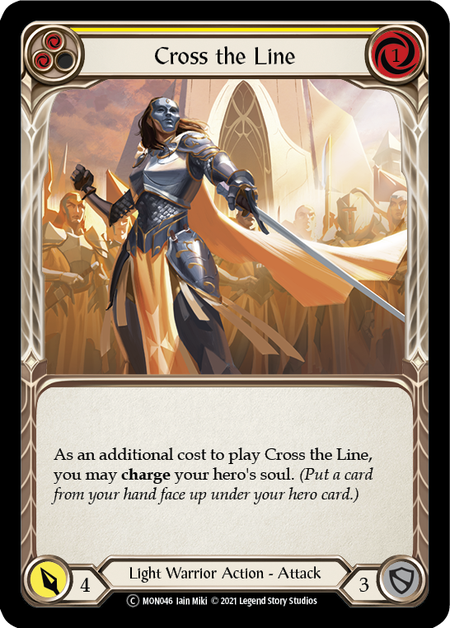 Cross the Line
1
As an additional cost to play Cross the Line,
you may charge your hero's soul. (Put a card
from your hand face up under your hero card.)
4
Light Warrior Action - Attack
3
C MON046 Iain Miki © 2021 Legend Story Studios